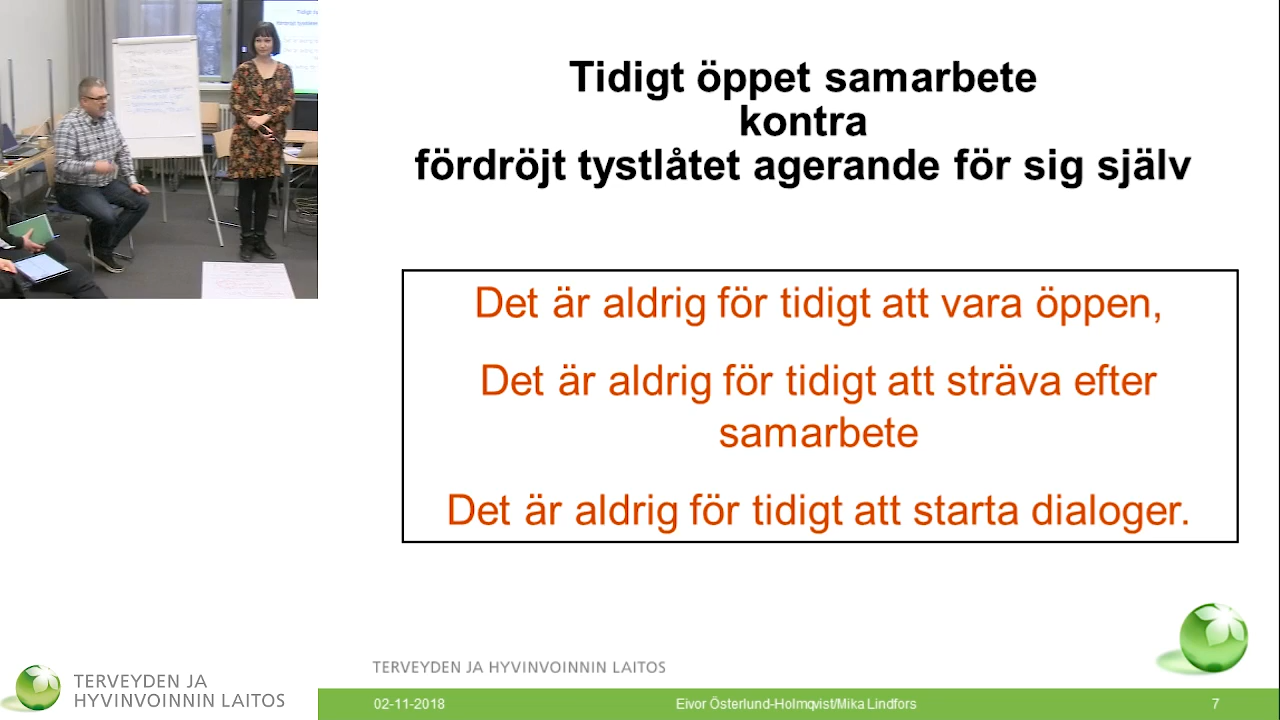 Tidigt öppet samarbete
kontra
fördröjt tystlåtet agerande för sig själv
Det är aldrig för tidigt att vara öppen,
Det är aldrig för tidigt att sträva efter
samarbete
Det är aldrig för tidigt att starta dialoger.
TERVEYDEN JA HYVINVOINNIN LAITOS
TERVEYDEN JA
HYVINVOINNIN LAITOS
02-11-2018 Eivor Österlund-Holmqvist/Mika Lindfors 7